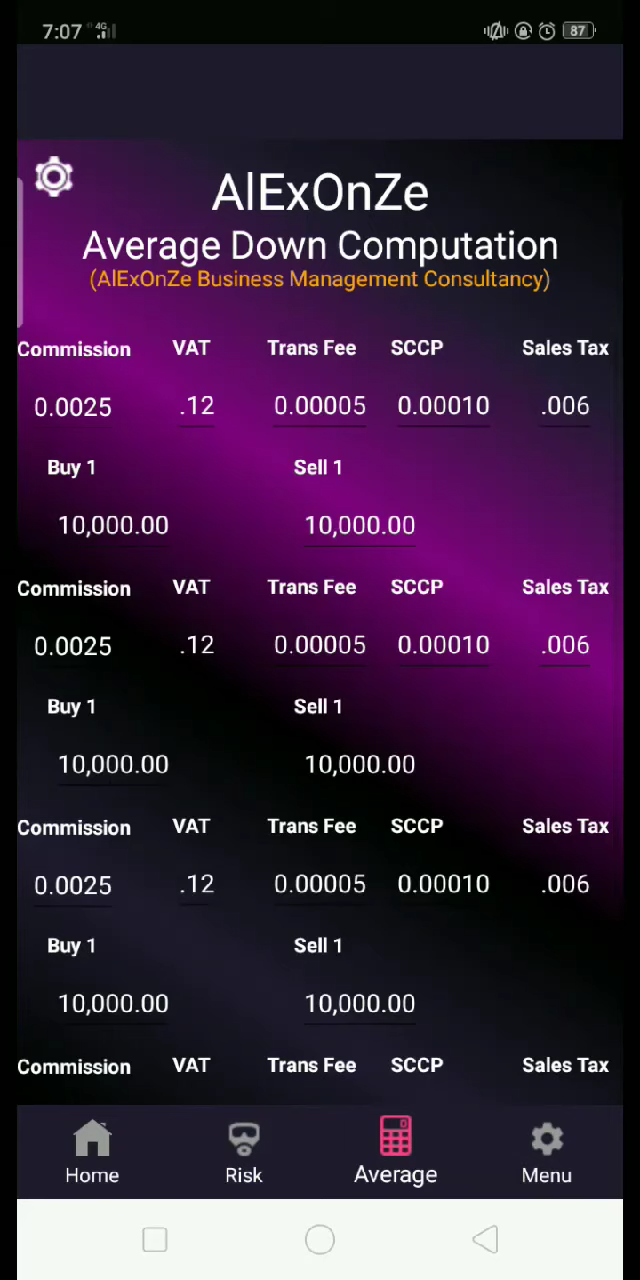 7:07 4G 87
AlExOnZe
Average Down Computation
(AlExOnZe Business Management Consultancy)
Commission VAT Trans Fee SCCP Sales Tax
0.0025 .12 0.00005 0.00010 .006
Buy 1 Sell 1
10,000.00 10,000.00
Commission VAT Trans Fee SCCP Sales Tax
0.0025 .12 0.00005 0.00010 .006
Buy 1 Sell 1
10,000.00 10,000.00
Commission VAT Trans Fee SCCP Sales Tax
0.0025 .12 0.00005 0.00010 .006
Buy 1 Sell 1
10,000.00 10,000.00
Commission VAT Trans Fee SCCP Sales Tax
Home Risk Average Menu